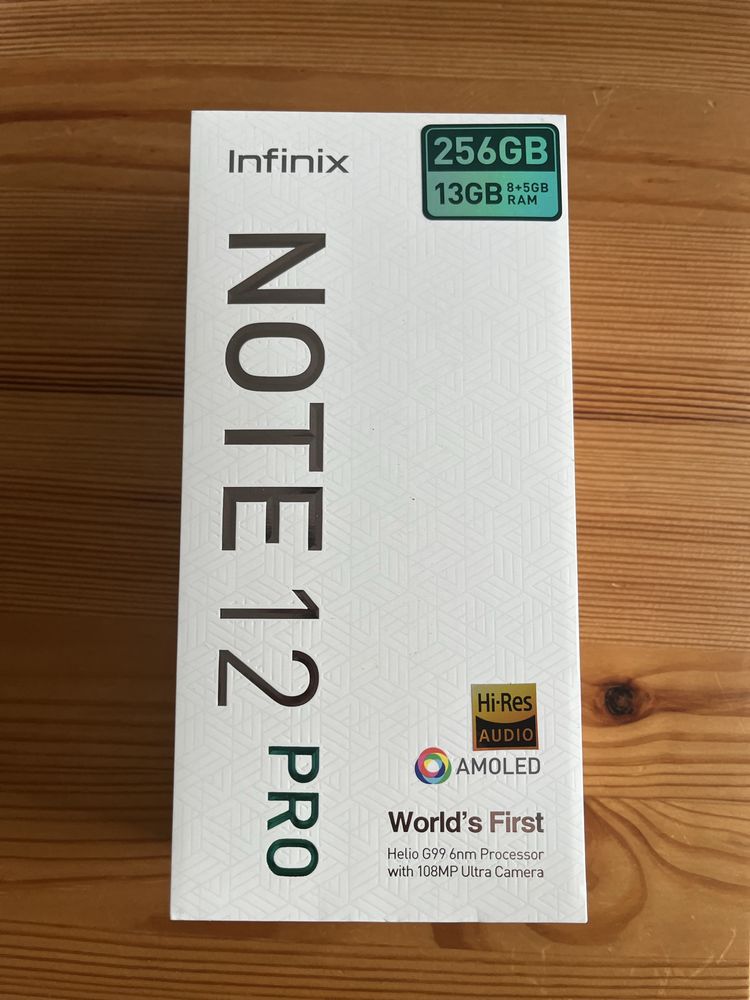 Infinix
256GB
13GB 8+5GB RAM
NOTE 12 PRO
Hi-Res
AUDIO
AMOLED
World's First
Helio G99 6nm Processor
with 108MP Ultra Camera